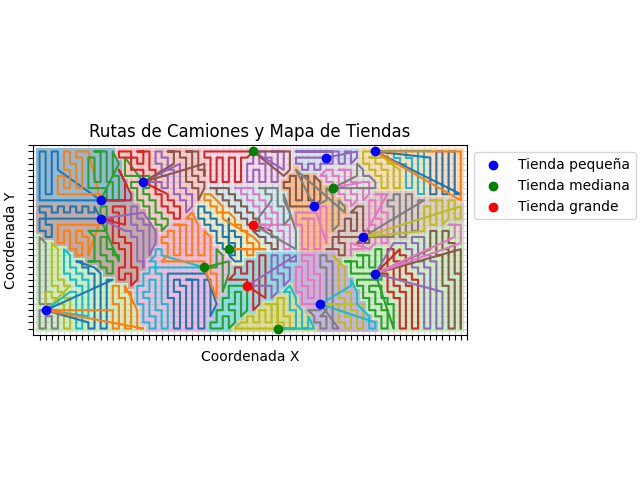 Rutas de Camiones y Mapa de Tiendas
Tienda pequeña
Tienda mediana
Tienda grande
Coordenada Y
Coordenada X